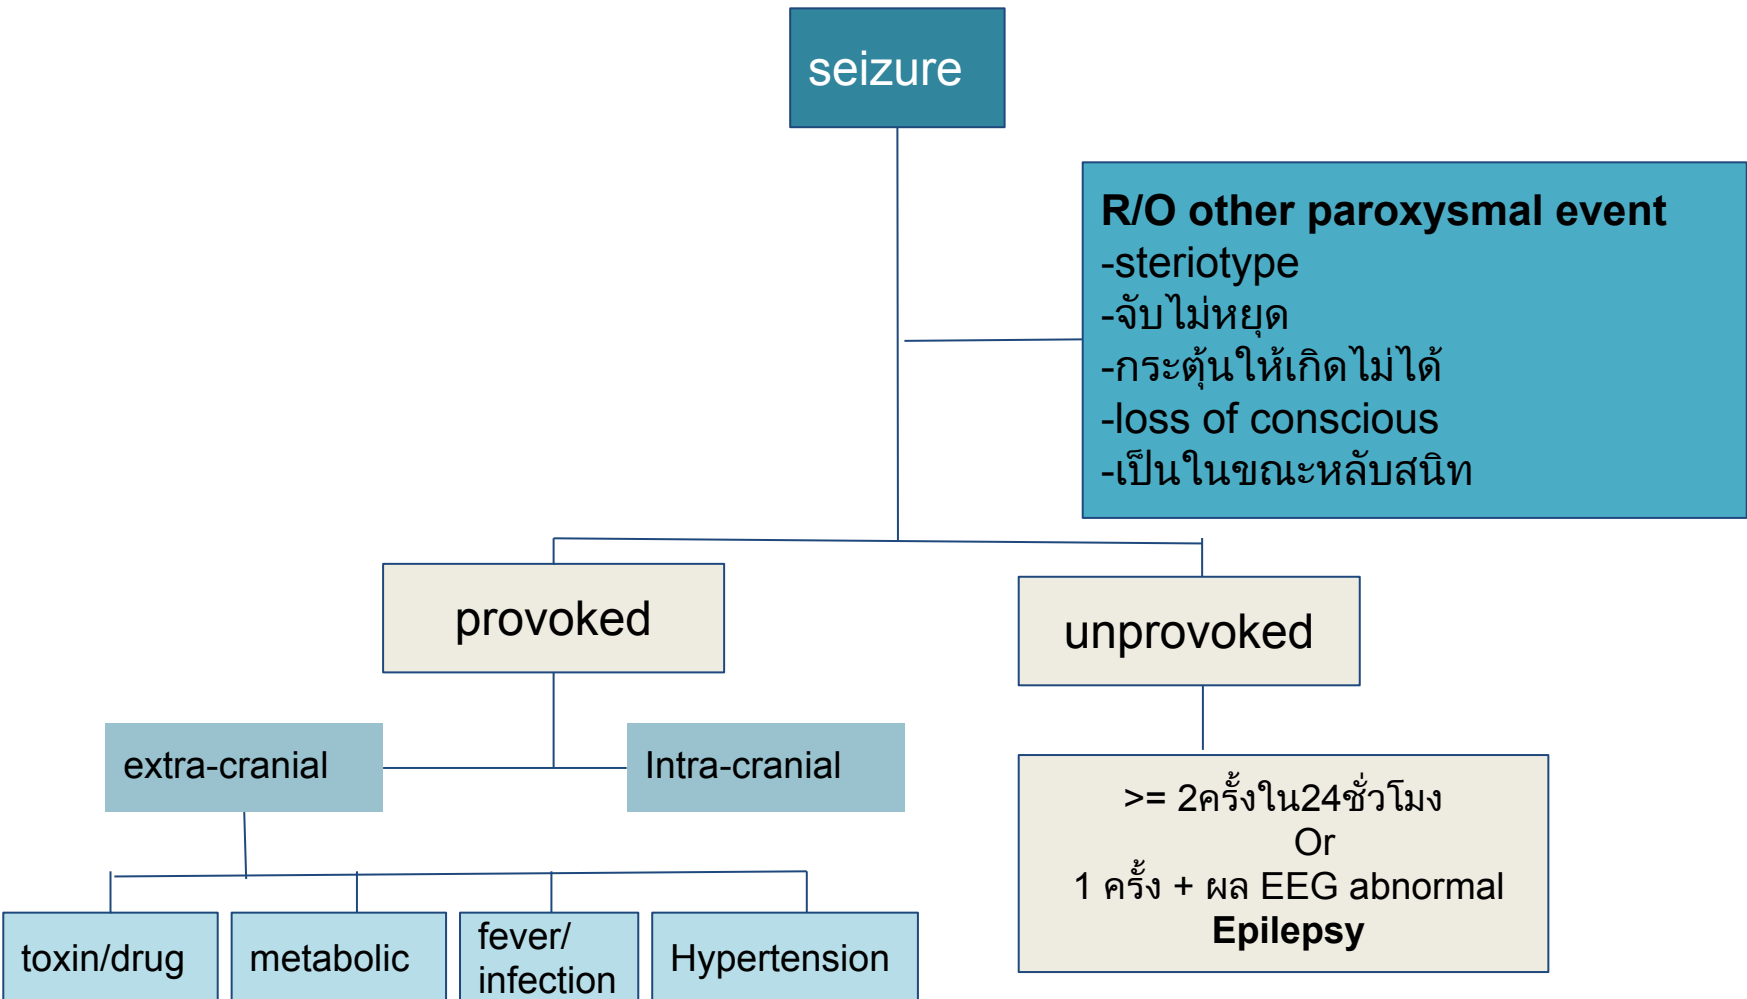 seizure
R/O other paroxysmal event
-steriotype
-จับไม่หยุด
-กระตุ้นให้เกิดไม่ได้
-loss of conscious
-เป็นในขณะหลับสนิท
provoked
unprovoked
extra-cranial
Intra-cranial
>= 2ครั้งใน24ชั่วโมง
Or
1 ครั้ง + ผล EEG abnormal
Epilepsy
toxin/drug
metabolic
fever/
infection
Hypertension